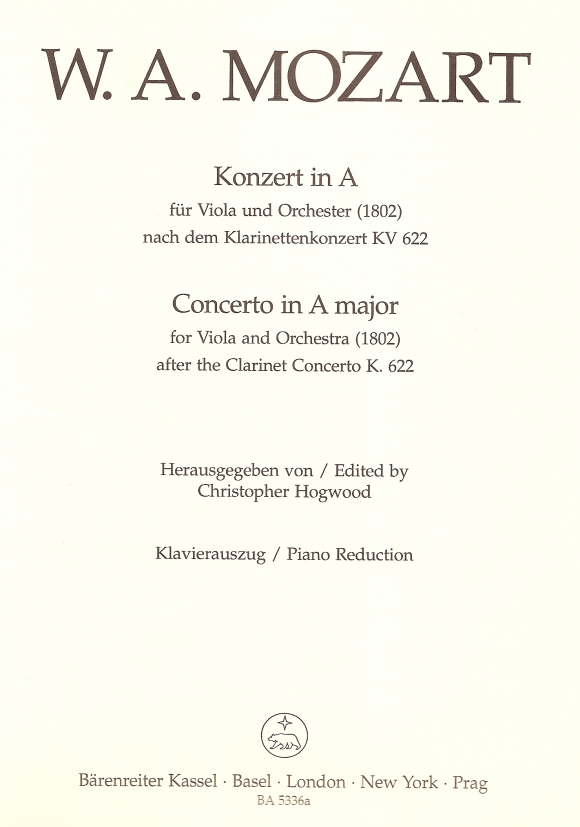 W. A. MOZART
Konzert in A
für Viola und Orchester (1802)
nach dem Klarinettenkonzert KV 622
Concerto in A major
for Viola and Orchestra (1802)
after the Clarinet Concerto K. 622
Herausgegeben von / Edited by
Christopher Hogwood
Klavierauszug / Piano Reduction
Bärenreiter Kassel · Basel · London · New York · Prag
BA 5336a